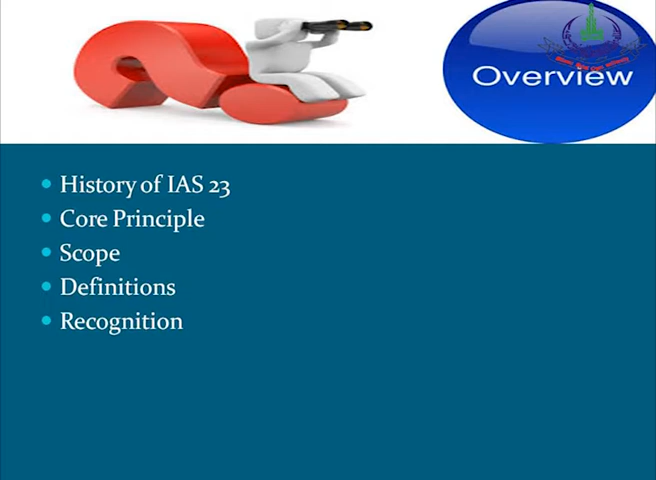 Overview
History of IAS 23
Core Principle
Scope
Definitions
Recognition